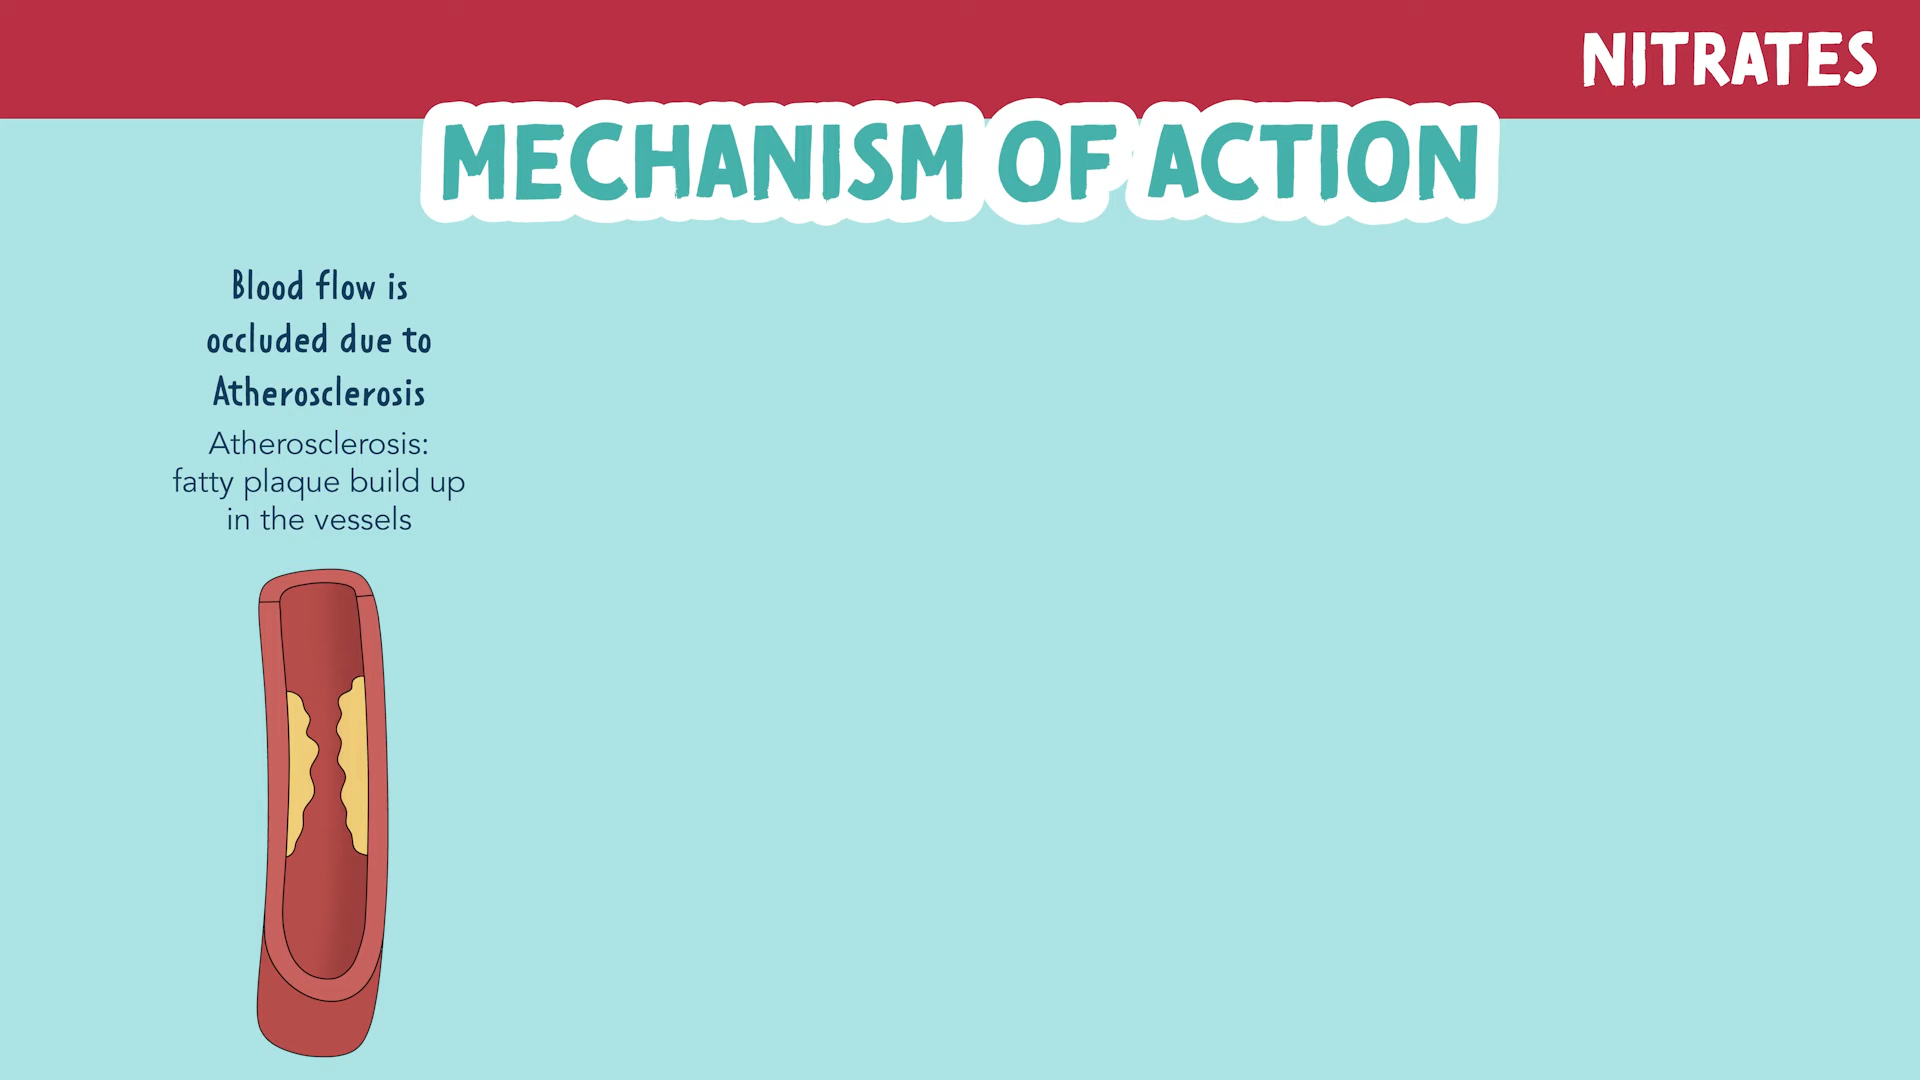 NITRATES
MECHANISM OF ACTION
Blood flow is
occluded due to
Atherosclerosis
Atherosclerosis:
fatty plaque build up
in the vessels